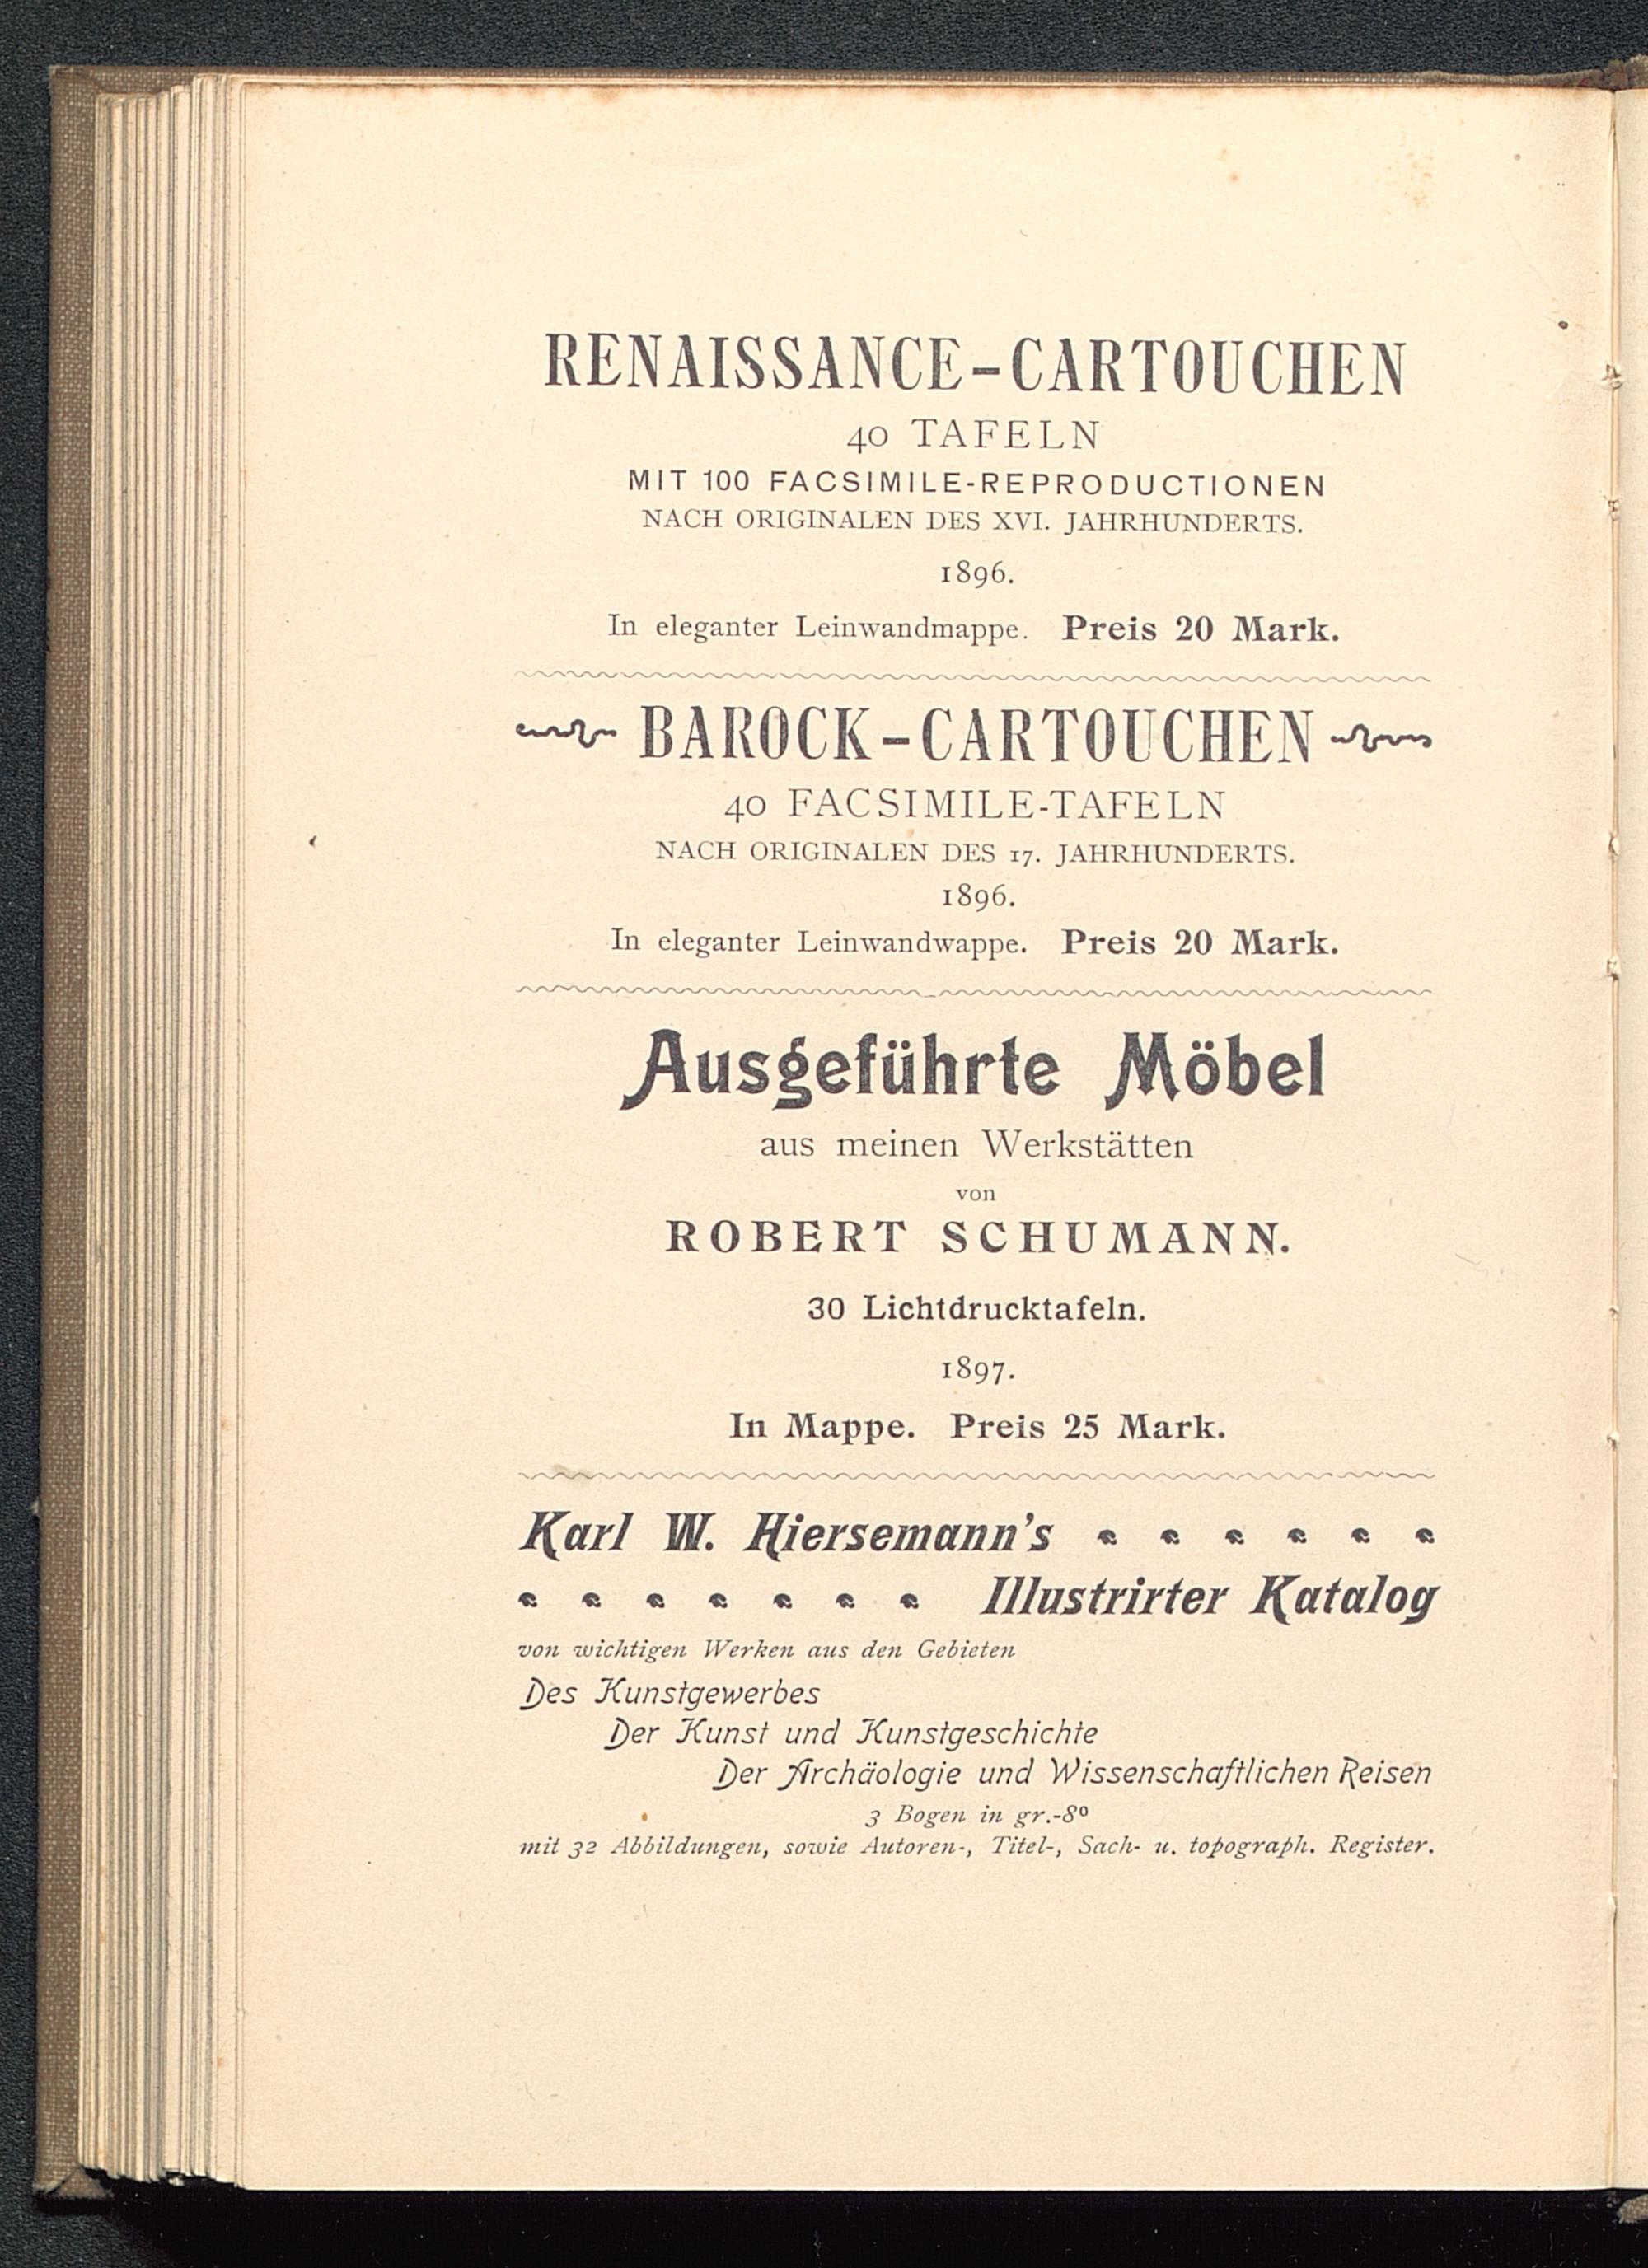 RENAISSANCE-CARTOUCHEN
40 TAFELN
MIT 100 FACSIMILE-REPRODUCTIONEN
NACH ORIGINALEN DES XVI. JAHRHUNDERTS.
1896.
In eleganter Leinwandmappe. Preis 20 Mark.
BAROCK-CARTOUCHEN
40 FACSIMILE-TAFELN
NACH ORIGINALEN DES 17. JAHRHUNDERTS.
1896.
In eleganter Leinwandwappe. Preis 20 Mark.
Ausgeführte Möbel
aus meinen Werkstätten
von
ROBERT SCHUMANN.
30 Lichtdrucktafeln.
1897.
In Mappe. Preis 25 Mark.
Karl W. Hiersemann's
Illustrirter Katalog
von wichtigen Werken aus den Gebieten
Des Kunstgewerbes
Der Kunst und Kunstgeschichte
Der Archäologie und Wissenschaftlichen Reisen
3 Bogen in gr.-8º
mit 32 Abbildungen, sowie Autoren-, Titel-, Sach- u. topograph. Register.